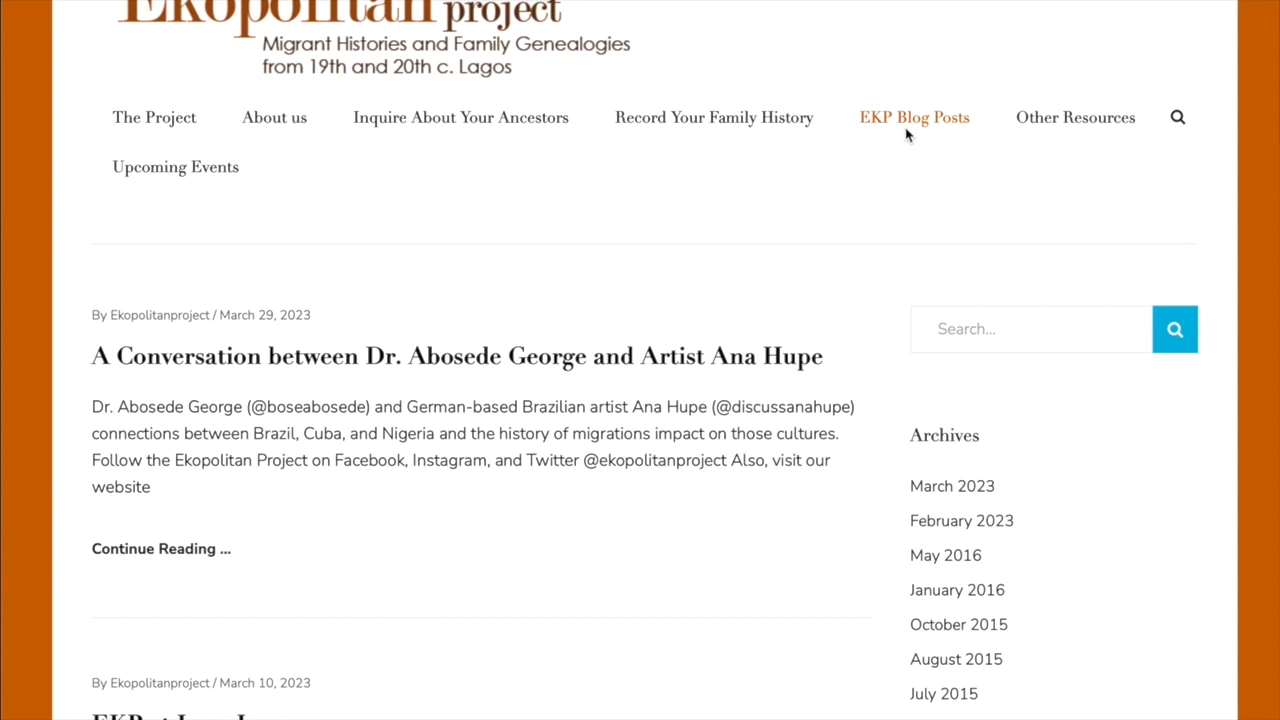 Ekopolitan project
Migrant Histories and Family Genealogies
from 19th and 20th c. Lagos
The Project About us Inquire About Your Ancestors Record Your Family History EKP Blog Posts Other Resources
Upcoming Events
By Ekopolitanproject / March 29, 2023
A Conversation between Dr. Abosede George and Artist Ana Hupe
Dr. Abosede George (@boseabosede) and German-based Brazilian artist Ana Hupe (@discussanahupe)
connections between Brazil, Cuba, and Nigeria and the history of migrations impact on those cultures.
Follow the Ekopolitan Project on Facebook, Instagram, and Twitter @ekopolitanproject Also, visit our
website
Continue Reading ...
By Ekopolitanproject / March 10, 2023
Search...
Archives
March 2023
February 2023
May 2016
January 2016
October 2015
August 2015
July 2015